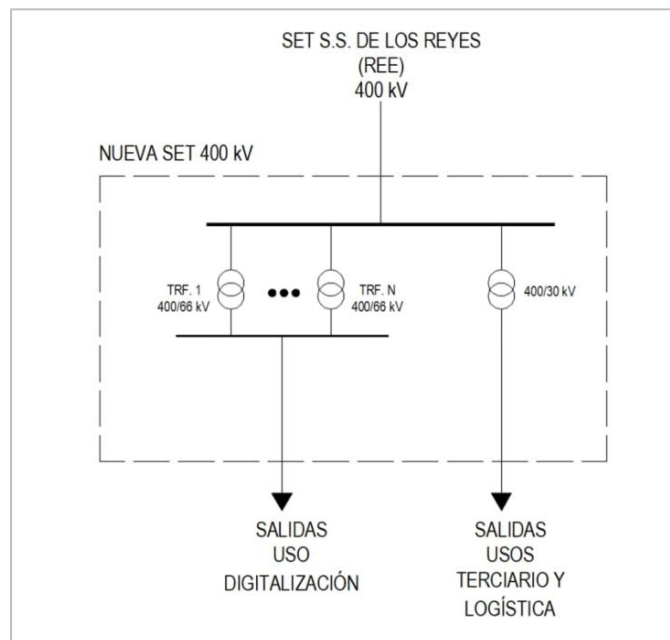 SET S.S. DE LOS REYES
(REE)
400 kV
NUEVA SET 400 kV
TRF. 1
400/66 kV
TRF. N
400/66 kV
400/30 kV
SALIDAS
USO
DIGITALIZACIÓN
SALIDAS
USOS
TERCIARIO Y
LOGÍSTICA